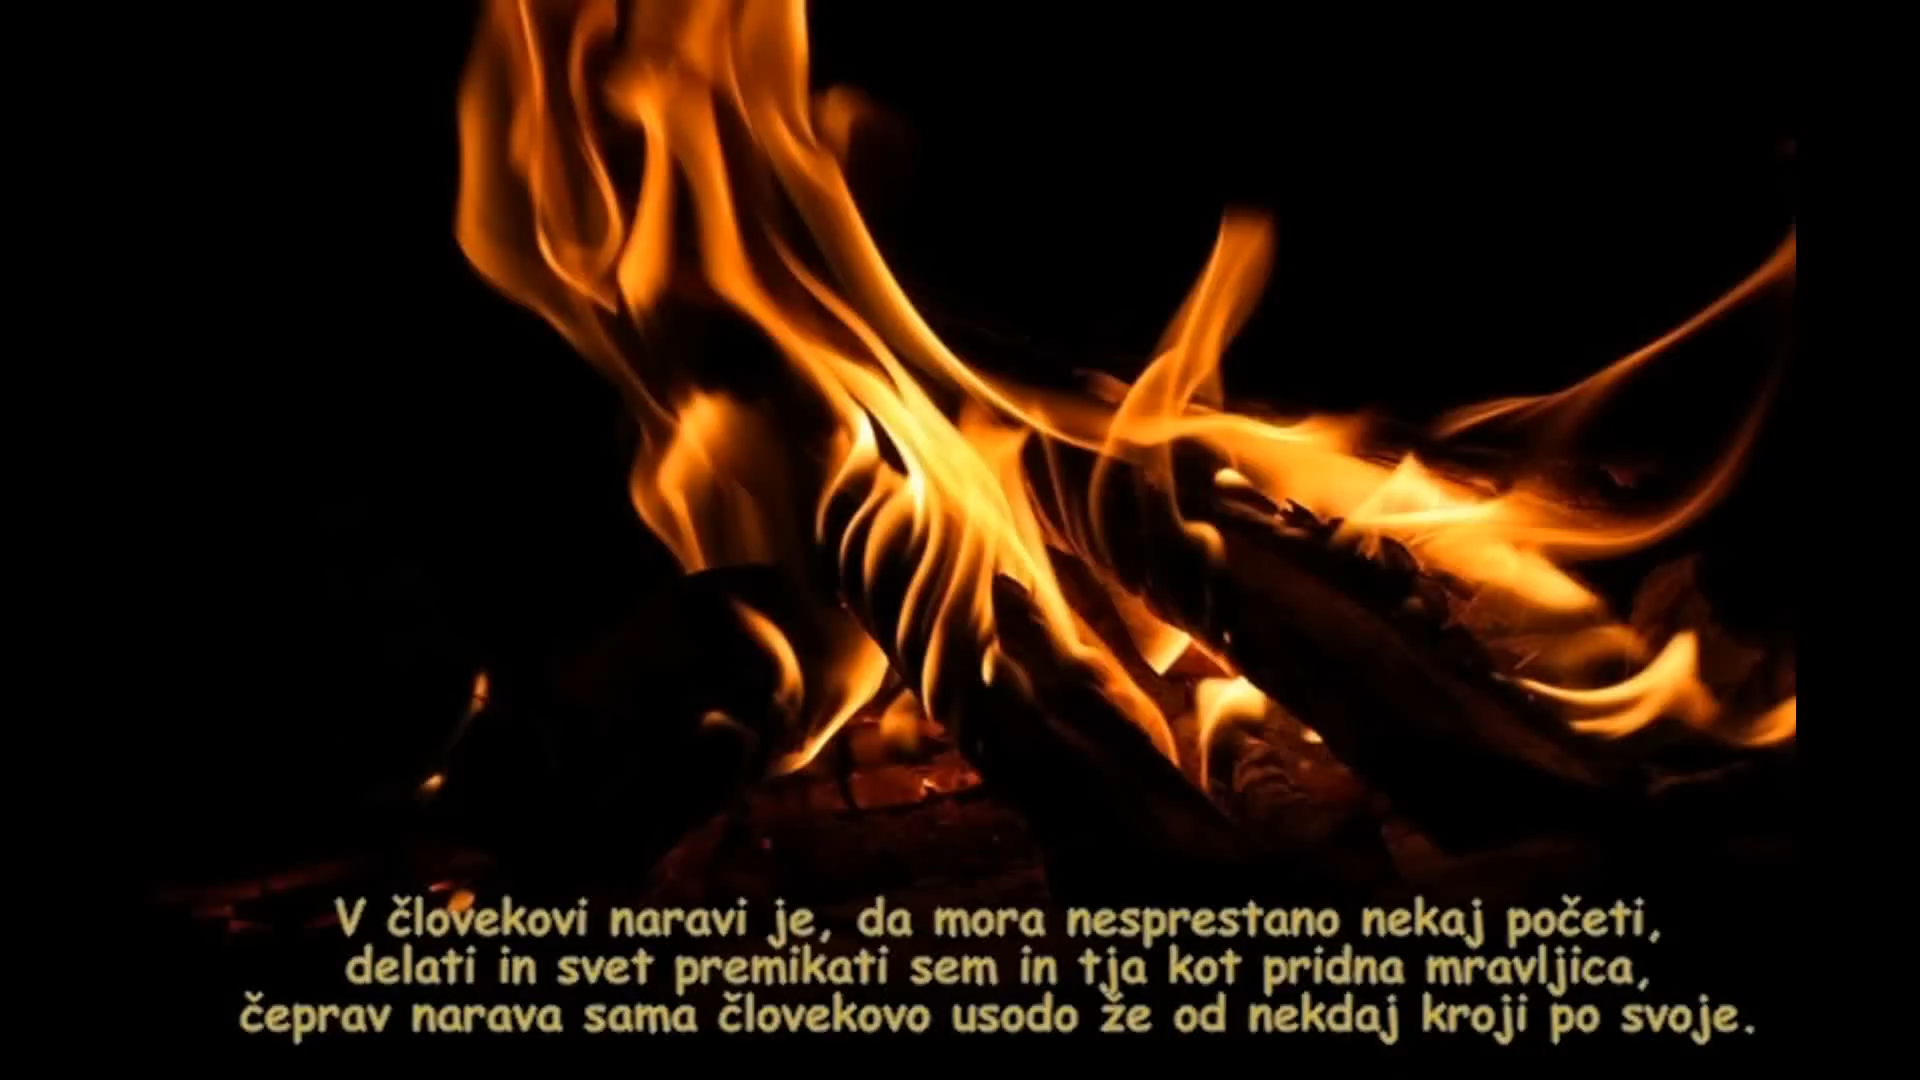 V človekovi naravi je, da mora nesprestano nekaj početi,
delati in svet premikati sem in tja kot pridna mravljica,
čeprav narava sama človekovo usodo že od nekdaj kroji po svoje.